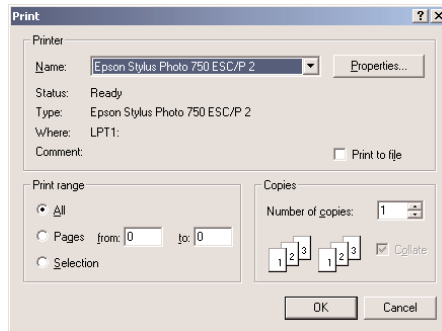 Print
Printer
Name: Epson Stylus Photo 750 ESC/P 2 Properties...
Status: Ready
Type: Epson Stylus Photo 750 ESC/P 2
Where: LPT1:
Comment: Print to file
Print range
All
Pages from: 0 to: 0
Selection
Copies
Number of copies: 1
1 2 3 1 2 3 Collate
OK Cancel